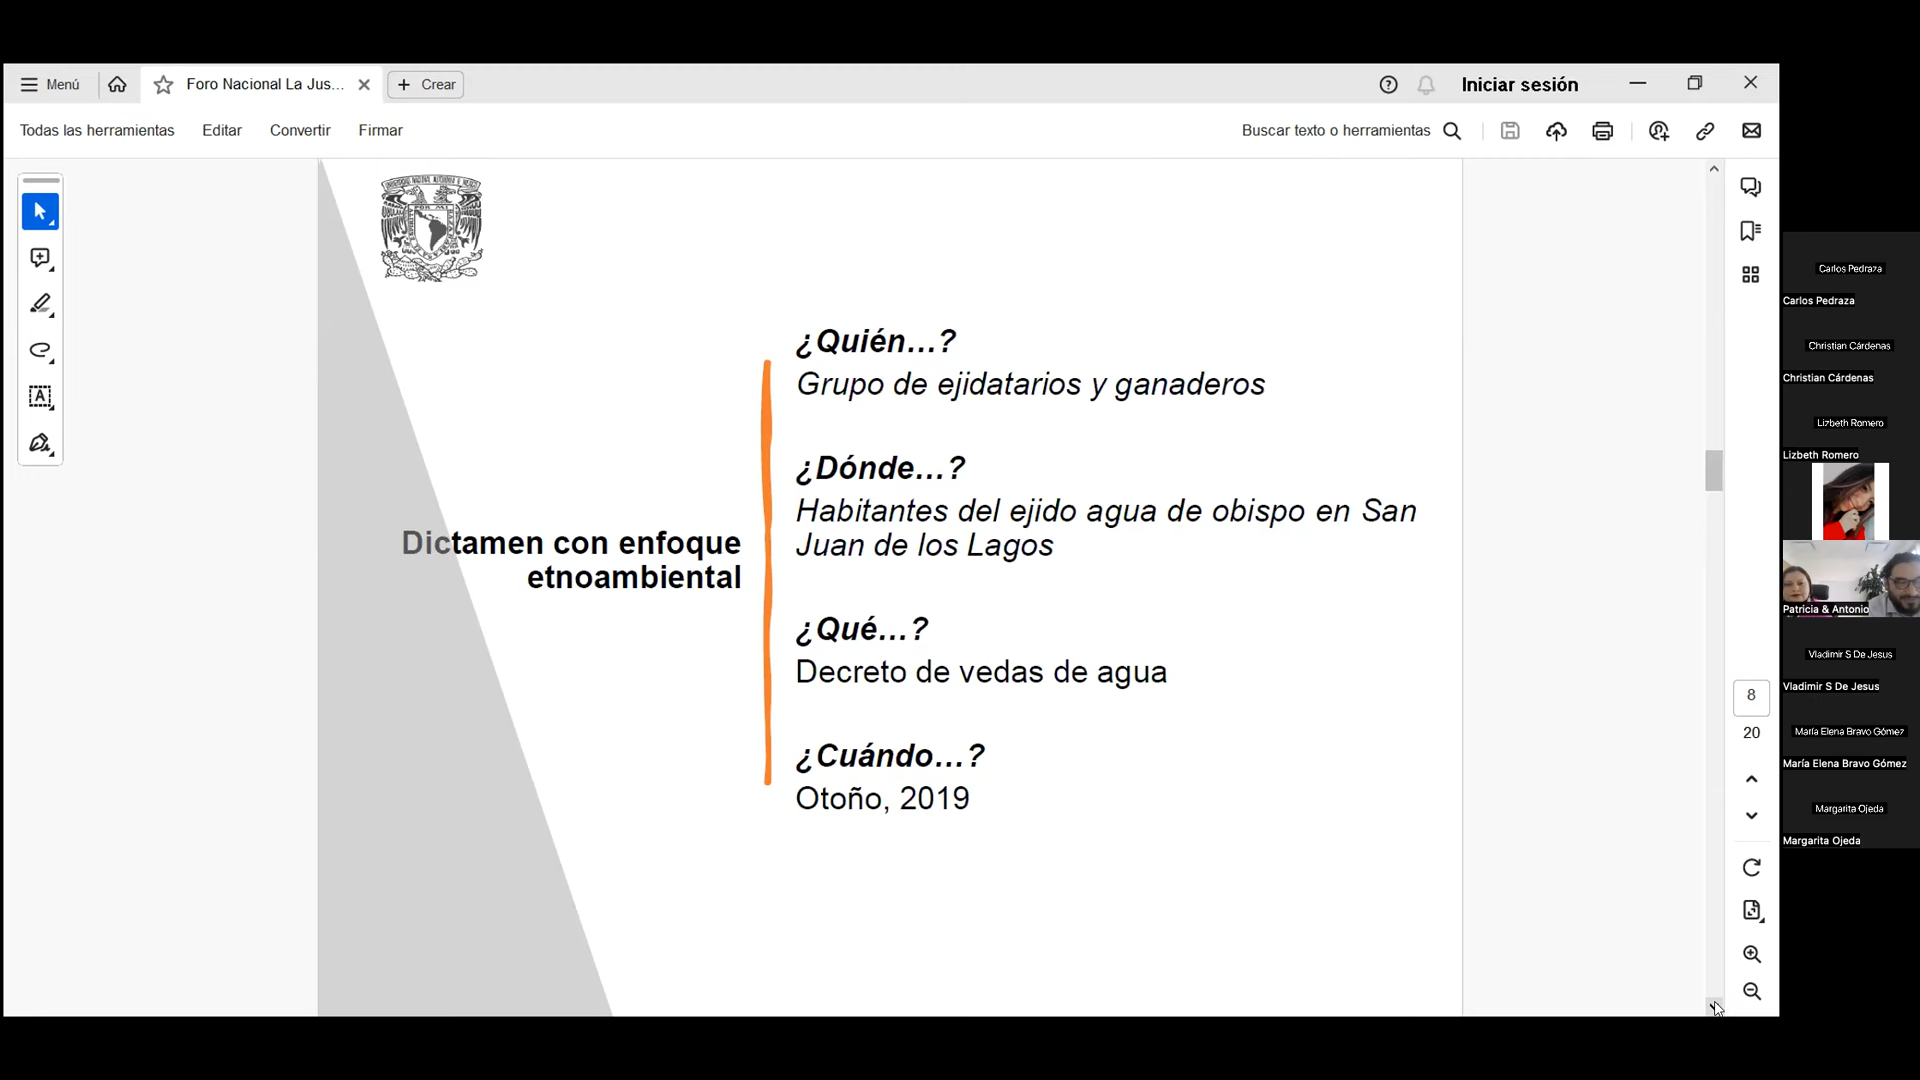 Menú
Foro Nacional La Jus...
Crear
Iniciar sesión
Todas las herramientas
Editar
Convertir
Firmar
Buscar texto o herramientas
POR MI
¿Quién...?
Grupo de ejidatarios y ganaderos
¿Dónde...?
Habitantes del ejido agua de obispo en San
Juan de los Lagos
Dictamen con enfoque
etnoambiental
¿Qué...?
Decreto de vedas de agua
¿Cuándo...?
Otoño, 2019
8
20
Carlos Pedraza
Carlos Pedraza
Christian Cárdenas
Christian Cárdenas
Lizbeth Romero
Lizbeth Romero
Patricia & Antonio
Vladimir S De Jesus
Vladimir S De Jesus
María Elena Bravo Gómez
María Elena Bravo Gómez
Margarita Ojeda
Margarita Ojeda